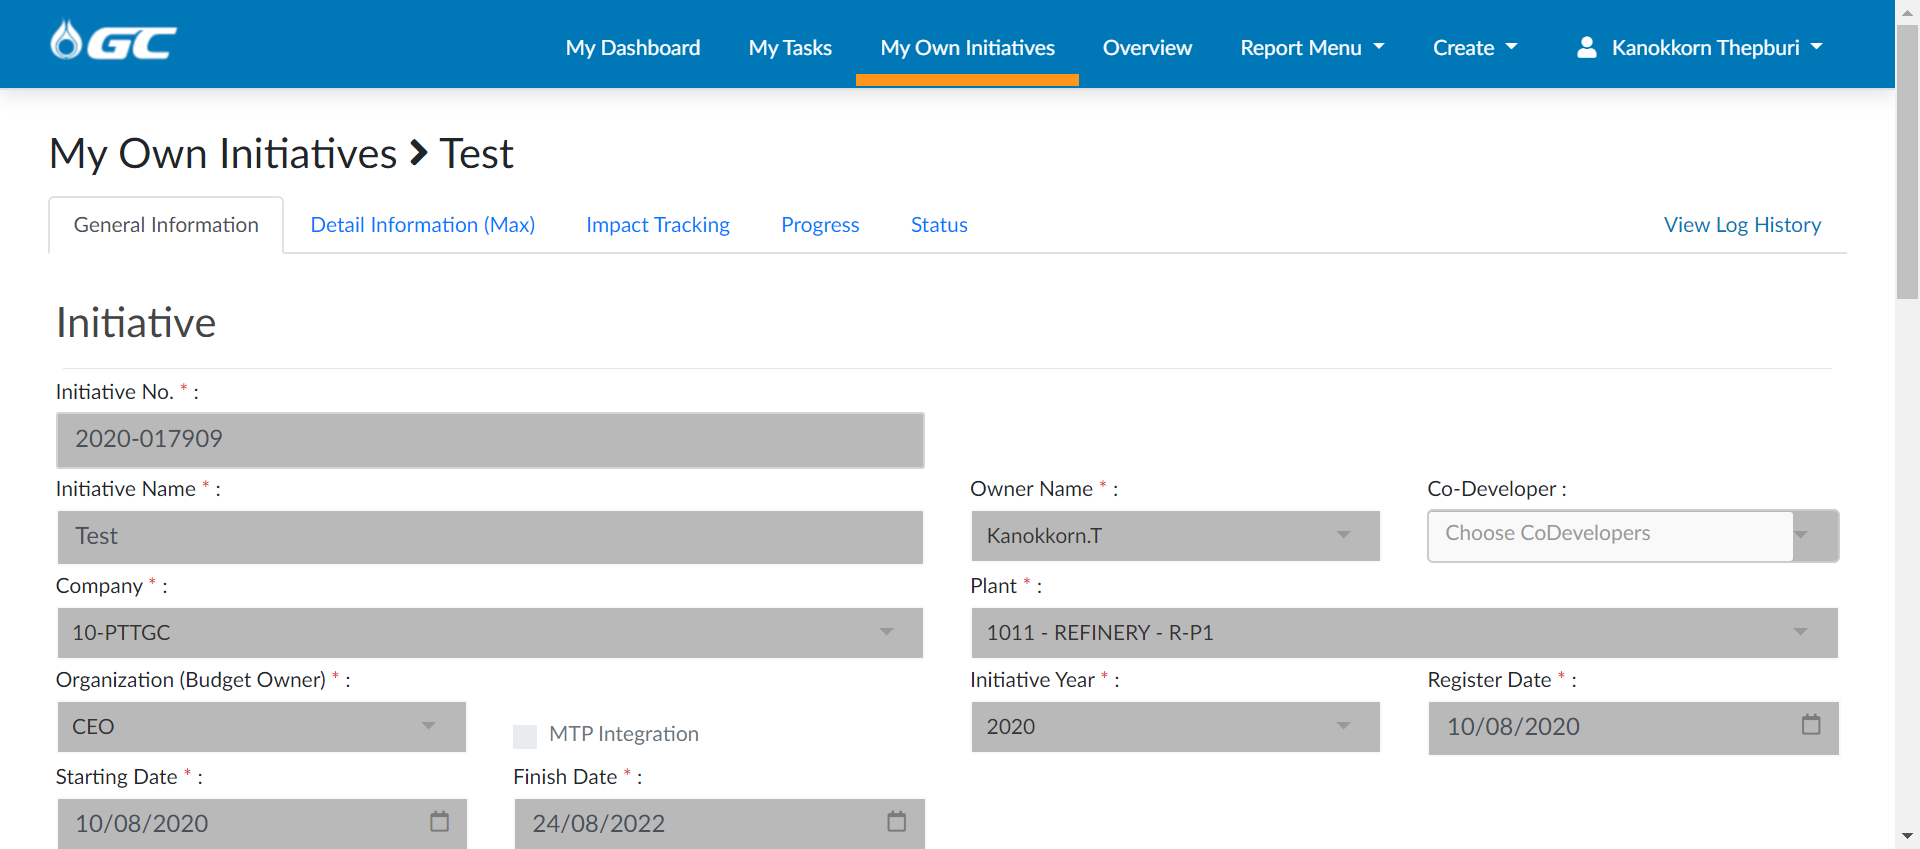 GC
My Dashboard My Tasks My Own Initiatives Overview Report Menu Create Kanokkorn Thepburi
My Own Initiatives > Test
General Information Detail Information (Max) Impact Tracking Progress Status View Log History
Initiative
Initiative No. * :
2020-017909
Initiative Name * : Owner Name * : Co-Developer :
Test Kanokkorn.T Choose CoDevelopers
Company * : Plant * :
10-PTTGC 1011 - REFINERY - R-P1
Organization (Budget Owner) * : Initiative Year * : Register Date * :
CEO MTP Integration 2020 10/08/2020
Starting Date * : Finish Date * :
10/08/2020 24/08/2022